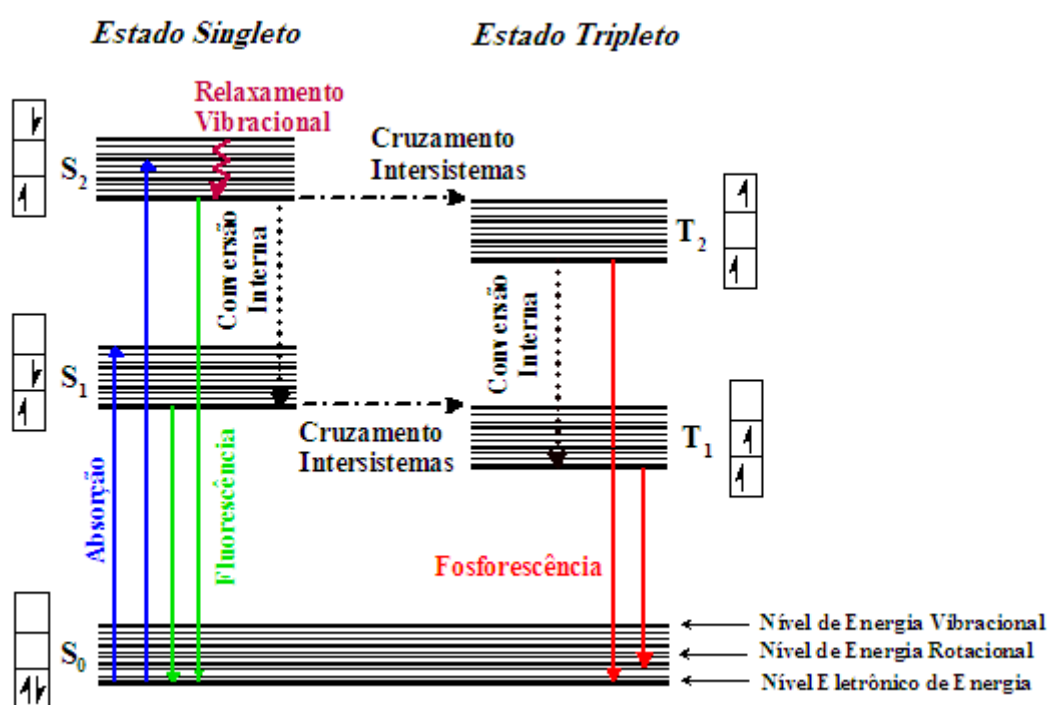 Estado Singleto
Estado Tripleto
Relaxamento
Vibracional
Cruzamento
Intersistemas
S2
T2
Conversão
Interna
Conversão
Interna
S1
T1
Cruzamento
Intersistemas
Absorção
Fluorescência
Fosforescência
S0
Nível de Energia Vibracional
Nível de Energia Rotacional
Nível Eletrônico de Energia